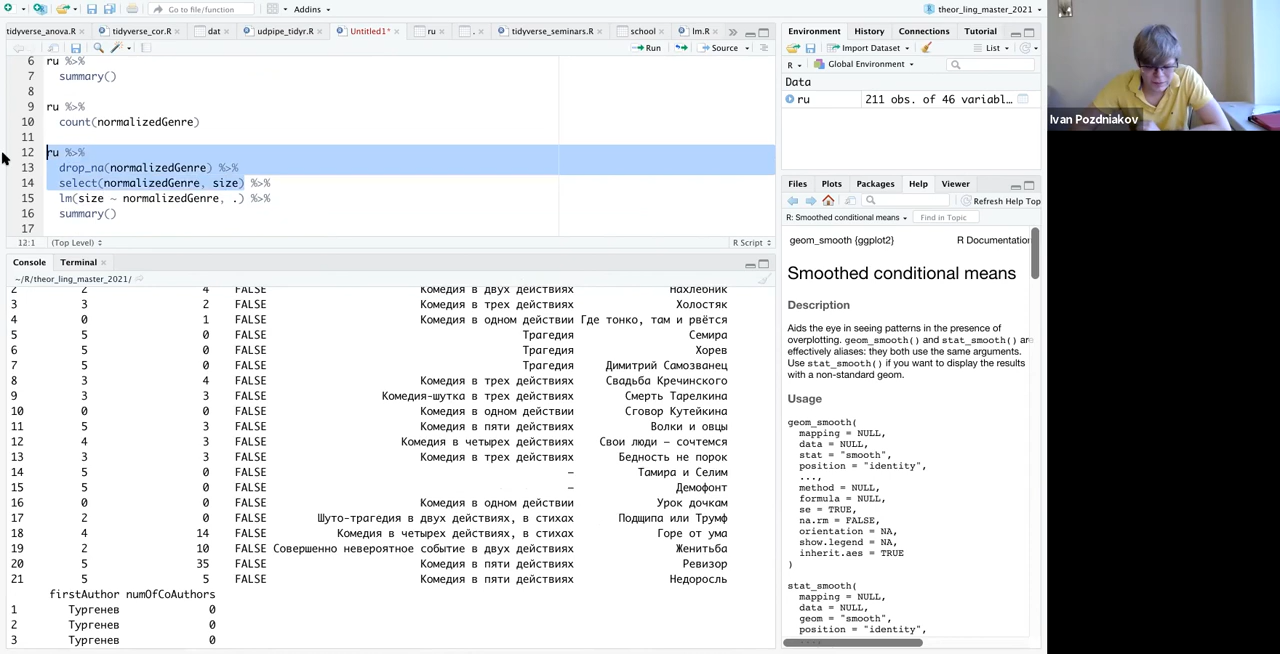 Go to file/function
Addins
theor_ling_master_2021
tidyverse_anova.R
tidyverse_cor.R
dat
udpipe_tidyr.R
Untitled1*
ru
.
tidyverse_seminars.R
school
lm.R
Run
Source
6 ru %>%
7 summary()
8
9 ru %>%
10 count(normalizedGenre)
11
12 ru %>%
13 drop_na(normalizedGenre) %>%
14 select(normalizedGenre, size) %>%
15 lm(size ~ normalizedGenre, .) %>%
16 summary()
17
12:1 (Top Level) R Script
Console Terminal
~/R/theor_ling_master_2021/
2 2 4 FALSE Комедия в двух действиях Нахлебник
3 3 2 FALSE Комедия в трех действиях Холостяк
4 0 1 FALSE Комедия в одном действии Где тонко, там и рвётся
5 5 0 FALSE Трагедия Семира
6 5 0 FALSE Трагедия Хорев
7 5 0 FALSE Трагедия Димитрий Самозванец
8 3 4 FALSE Комедия в трех действиях Свадьба Кречинского
9 3 3 FALSE Комедия-шутка в трех действиях Смерть Тарелкина
10 0 0 FALSE Комедия в одном действии Сговор Кутейкина
11 5 3 FALSE Комедия в пяти действиях Волки и овцы
12 4 3 FALSE Комедия в четырех действиях Свои люди – сочтемся
13 3 3 FALSE Комедия в трех действиях Бедность не порок
14 5 0 FALSE – Тамира и Селим
15 5 0 FALSE – Демофонт
16 0 0 FALSE Комедия в одном действии Урок дочкам
17 2 0 FALSE Шуто-трагедия в двух действиях, в стихах Подщипа или Трумф
18 4 14 FALSE Комедия в четырех действиях, в стихах Горе от ума
19 2 10 FALSE Совершенно невероятное событие в двух действиях Женитьба
20 5 35 FALSE Комедия в пяти действиях Ревизор
21 5 5 FALSE Комедия в пяти действиях Недоросль
firstAuthor numOfCoAuthors
1 Тургенев 0
2 Тургенев 0
3 Тургенев 0
Environment History Connections Tutorial
Import Dataset List
R Global Environment
Data
ru 211 obs. of 46 variabl…
Files Plots Packages Help Viewer
Refresh Help Top
R: Smoothed conditional means Find in Topic
geom_smooth {ggplot2} R Documentation
Smoothed conditional means
Description
Aids the eye in seeing patterns in the presence of
overplotting. geom_smooth() and stat_smooth() are
effectively aliases: they both use the same arguments.
Use stat_smooth() if you want to display the results
with a non-standard geom.
Usage
geom_smooth(
mapping = NULL,
data = NULL,
stat = "smooth",
position = "identity",
...,
method = NULL,
formula = NULL,
se = TRUE,
na.rm = FALSE,
orientation = NA,
show.legend = NA,
inherit.aes = TRUE
)
stat_smooth(
mapping = NULL,
data = NULL,
geom = "smooth",
position = "identity",
Ivan Pozdniakov